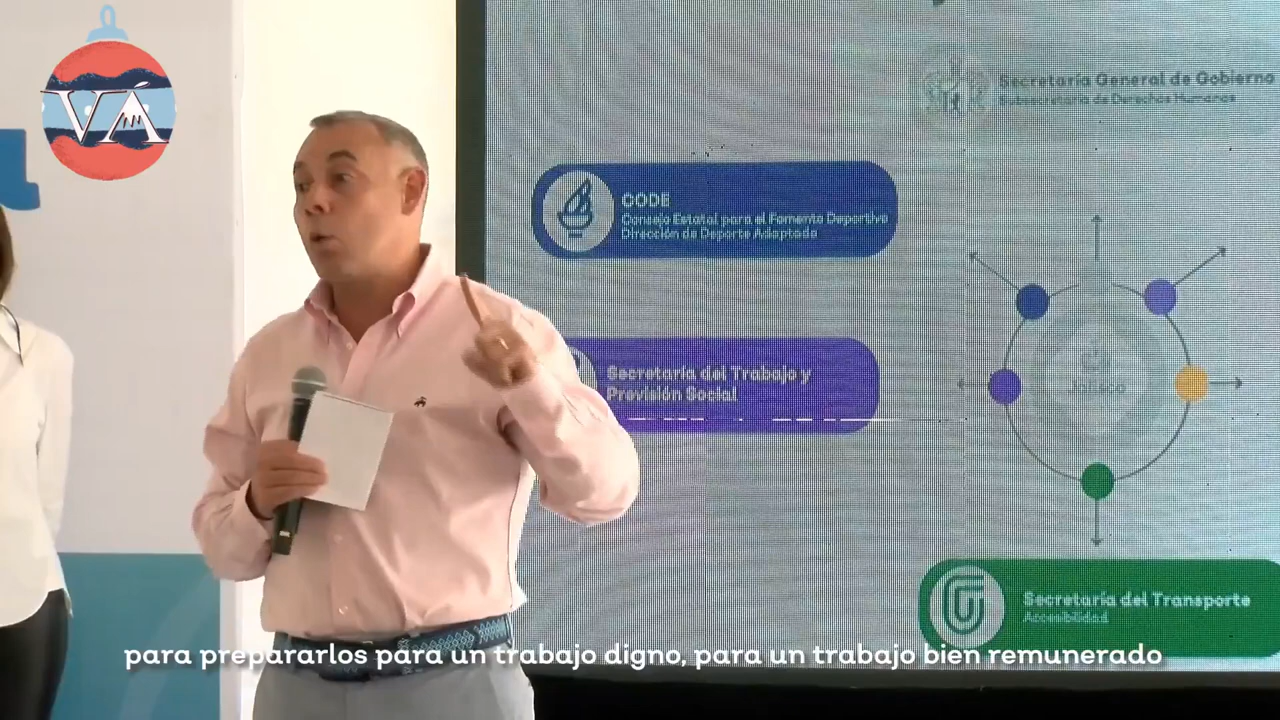 VÁ
Secretaría General de Gobierno
Subsecretaría de Derechos Humanos
CODE
Consejo Estatal para el Fomento Deportivo
Dirección de Deporte Adaptado
Secretaría del Trabajo y
Previsión Social
Jalisco
Secretaría del Transporte
Accesibilidad
para prepararlos para un trabajo digno, para un trabajo bien remunerado